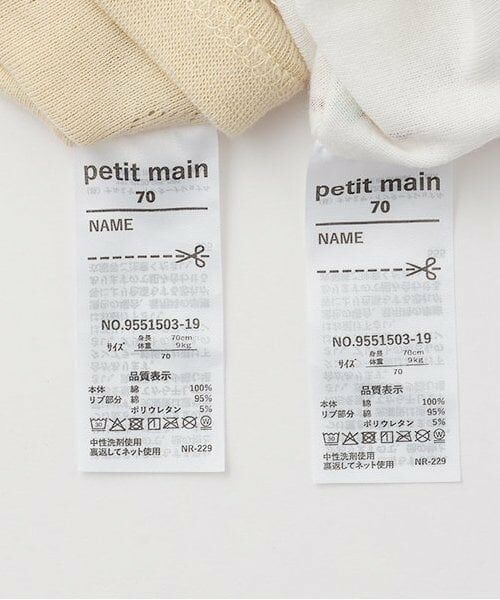 petit main
70
NAME
NO.9551503-19
サイズ 身長 70cm
体重 9kg
70
品質表示
本体 綿 100%
リブ部分 綿 95%
ポリウレタン 5%
中性洗剤使用
裏返してネット使用 NR-229
petit main
70
NAME
NO.9551503-19
サイズ 身長 70cm
体重 9kg
70
品質表示
本体 綿 100%
リブ部分 綿 95%
ポリウレタン 5%
中性洗剤使用
裏返してネット使用 NR-229